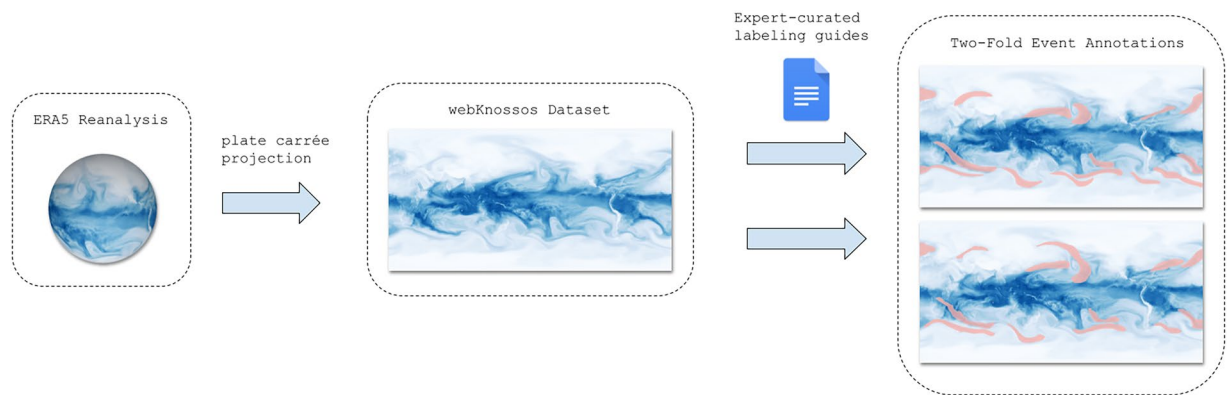 ERA5 Reanalysis
plate carrée
projection
webKnossos Dataset
Expert-curated
labeling guides
Two-Fold Event Annotations